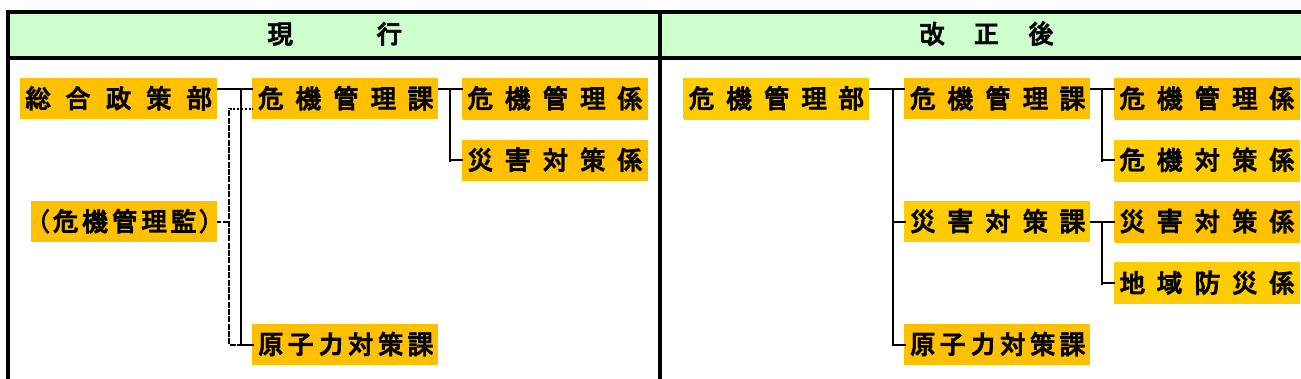 現 行
改 正 後
総合政策部 危機管理課 危機管理係
災害対策係
（危機管理監）
原子力対策課
危機管理部 危機管理課 危機管理係
危機対策係
災害対策課 災害対策係
地域防災係
原子力対策課